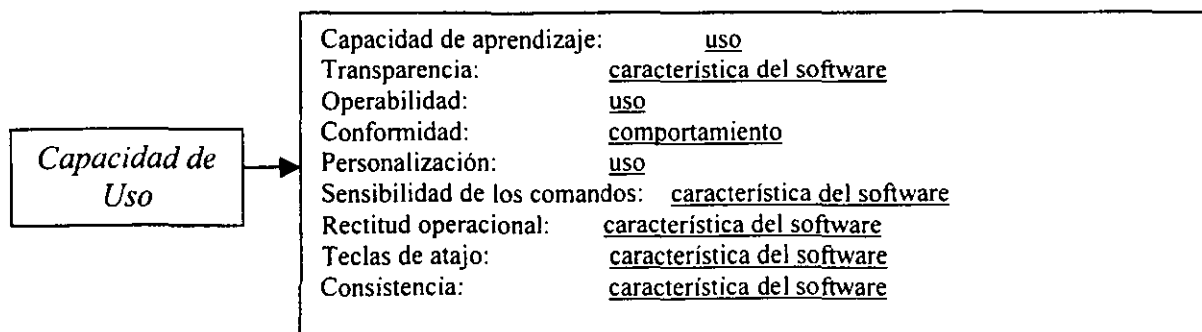 Capacidad de
Uso
Capacidad de aprendizaje: uso
Transparencia: característica del software
Operabilidad: uso
Conformidad: comportamiento
Personalización: uso
Sensibilidad de los comandos: característica del software
Rectitud operacional: característica del software
Teclas de atajo: característica del software
Consistencia: característica del software